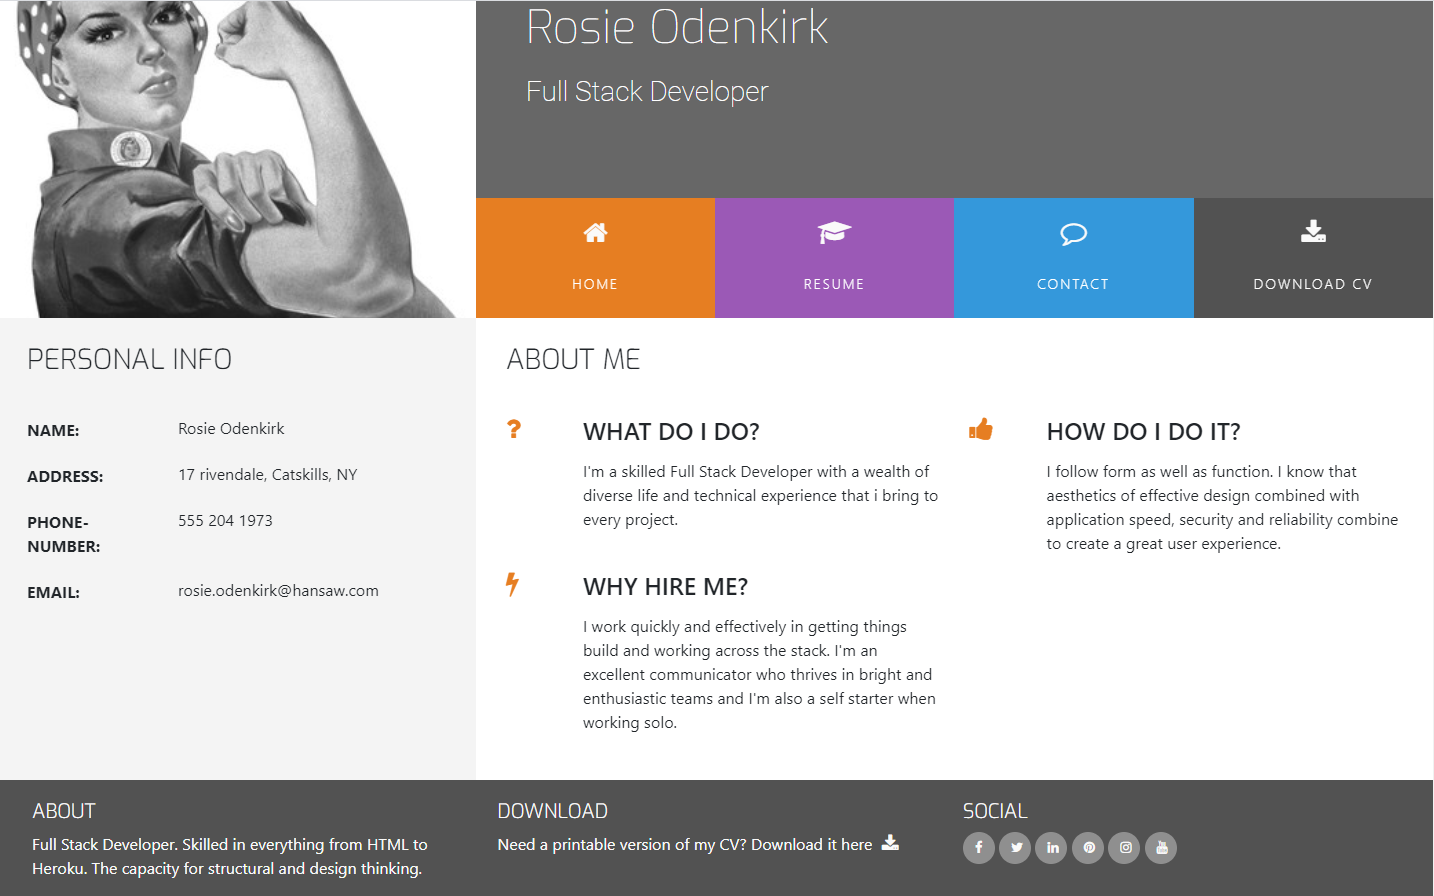 Rosie Odenkirk
Full Stack Developer
HOME
RESUME
CONTACT
DOWNLOAD CV
PERSONAL INFO
NAME:
Rosie Odenkirk
ADDRESS:
17 rivendale, Catskills, NY
PHONE-
NUMBER:
555 204 1973
EMAIL:
rosie.odenkirk@hansaw.com
ABOUT ME
WHAT DO I DO?
I'm a skilled Full Stack Developer with a wealth of
diverse life and technical experience that i bring to
every project.
HOW DO I DO IT?
I follow form as well as function. I know that
aesthetics of effective design combined with
application speed, security and reliability combine
to create a great user experience.
WHY HIRE ME?
I work quickly and effectively in getting things
build and working across the stack. I'm an
excellent communicator who thrives in bright and
enthusiastic teams and I'm also a self starter when
working solo.
ABOUT
Full Stack Developer. Skilled in everything from HTML to
Heroku. The capacity for structural and design thinking.
DOWNLOAD
Need a printable version of my CV? Download it here
SOCIAL